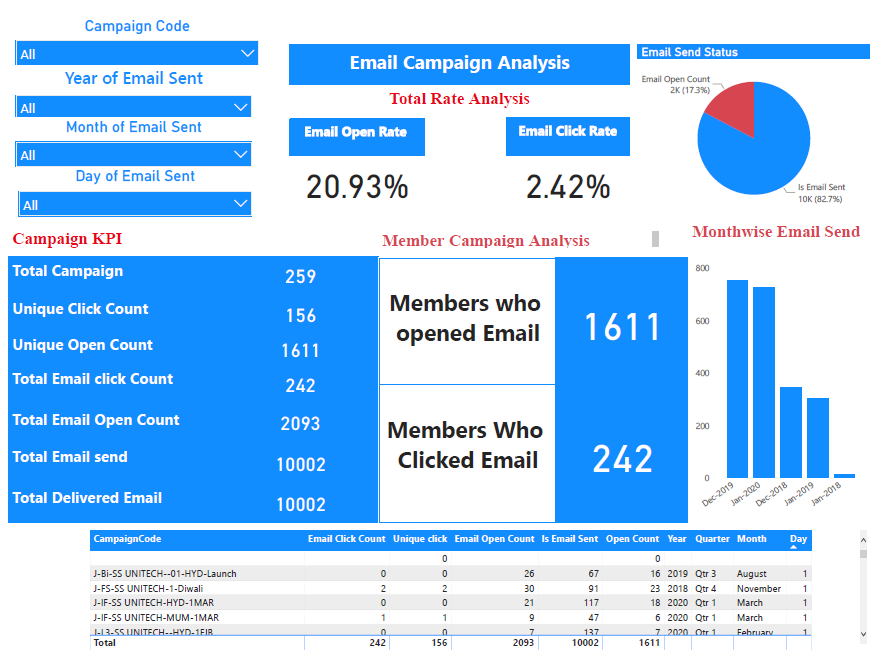 Campaign Code
All
Year of Email Sent
All
Month of Email Sent
All
Day of Email Sent
All
Email Campaign Analysis
Total Rate Analysis
Email Open Rate
Email Click Rate
20.93%
2.42%
Email Send Status
Email Open Count
2K (17.3%)
Is Email Sent
10K (82.7%)
Campaign KPI
Total Campaign 259
Unique Click Count 156
Unique Open Count 1611
Total Email click Count 242
Total Email Open Count 2093
Total Email send 10002
Total Delivered Email 10002
Member Campaign Analysis
Members who
opened Email
1611
Members Who
Clicked Email
242
Monthwise Email Send
800
600
400
200
0
Dec-2019
Jan-2020
Dec-2018
Jan-2019
Jan-2018
CampaignCode Email Click Count Unique click Email Open Count Is Email Sent Open Count Year Quarter Month Day
0 0
J-Bi-SS UNITECH--01-HYD-Launch 0 0 26 67 16 2019 Qtr 3 August 1
J-FS-SS UNITECH-1-Diwali 2 2 30 91 23 2018 Qtr 4 November 1
J-IF-SS UNITECH-HYD-1MAR 0 0 21 117 18 2020 Qtr 1 March 1
J-IF-SS UNITECH-MUM-1MAR 1 1 9 47 6 2020 Qtr 1 March 1
J-L3-SS UNITECH--HYD-1FEB 0 0 7 137 7 2020 Qtr 1 February 1
Total 242 156 2093 10002 1611